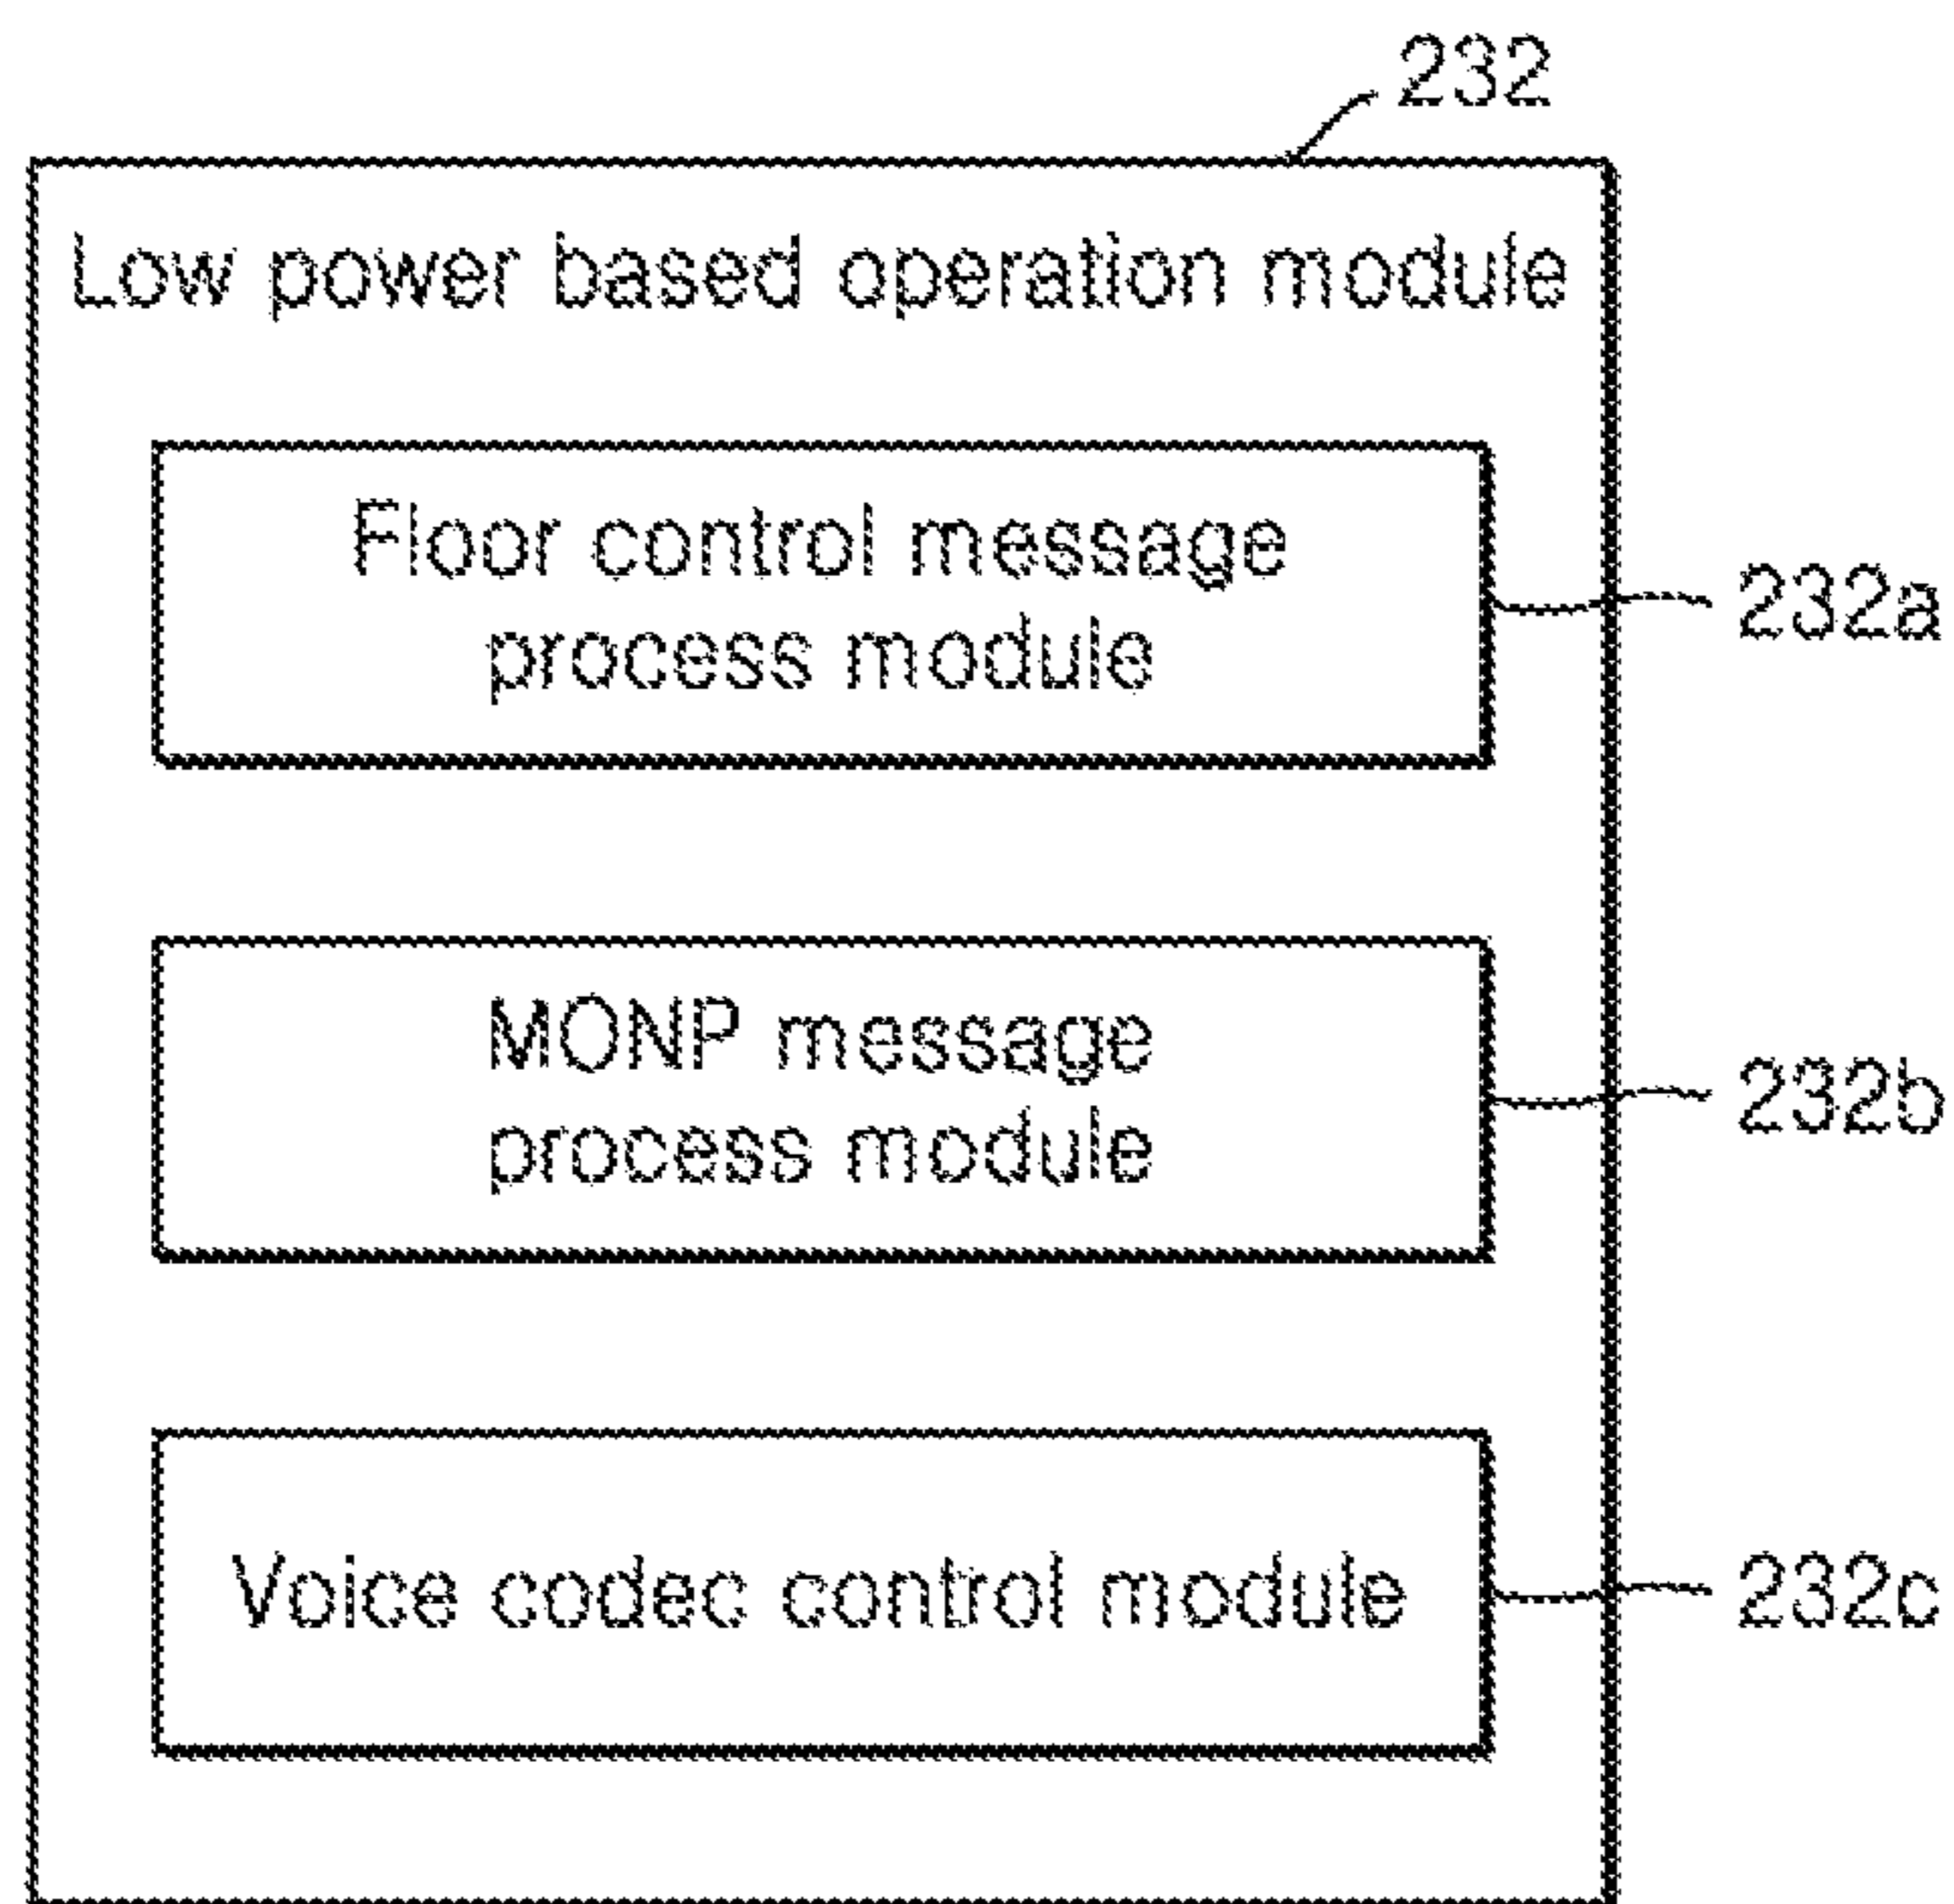 232
Low power based operation module
Floor control message
process module
232a
MONP message
process module
232b
Voice codec control module
232c